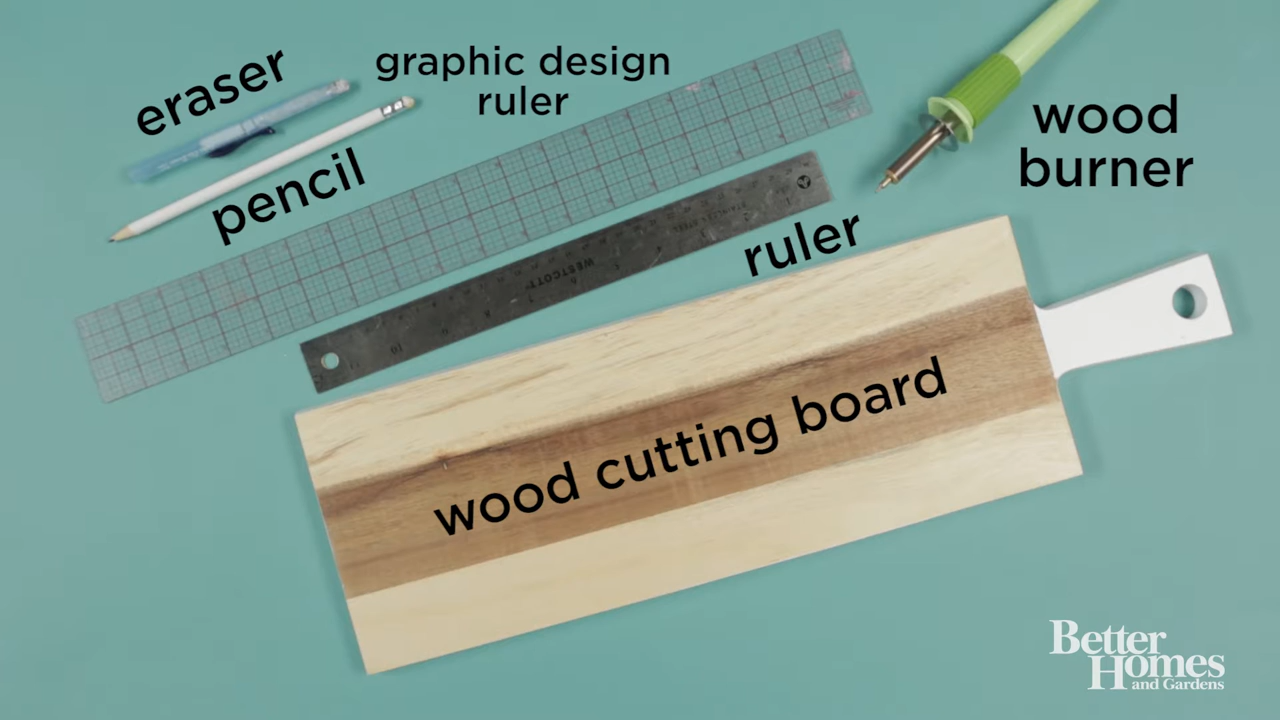 eraser
graphic design
ruler
pencil
wood
burner
ruler
WESTCOTT
wood cutting board
Better
Homes
and Gardens